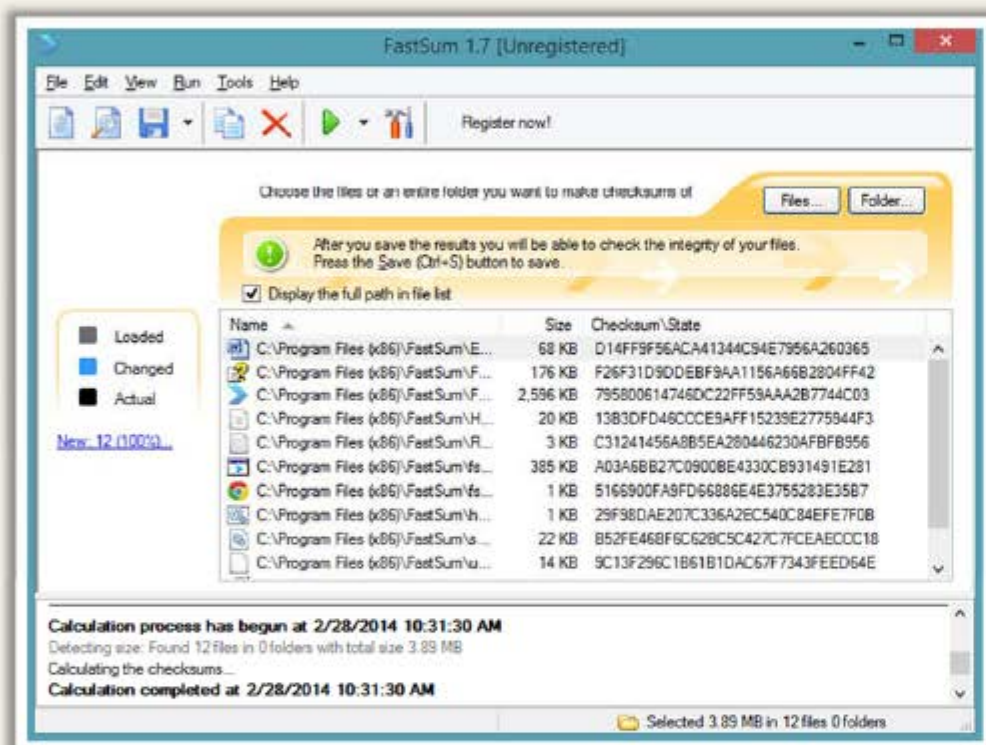 FastSum 1.7 [Unregistered]
File Edit View Run Tools Help
Register now!
Choose the files or an entire folder you want to make checksums of
Files... Folder...
After you save the results you will be able to check the integrity of your files.
Press the Save (Ctrl+S) button to save.
Display the full path in file list
Loaded
Changed
Actual
New: 12 (100%)...
Name Size Checksum\State
C:\Program Files (x86)\FastSum\E... 68 KB D14FF9F56ACA41344C94E7956A260365
C:\Program Files (x86)\FastSum\F... 176 KB F26F31D9DDEBF9AA1156A66B2804FF42
C:\Program Files (x86)\FastSum\F... 2,596 KB 795800614746DC22FF59AAA2B7744C03
C:\Program Files (x86)\FastSum\H... 20 KB 13B3DFD46CCCE9AFF15239E2775944F3
C:\Program Files (x86)\FastSum\R... 3 KB C31241456A8B5EA280446230AFBFB956
C:\Program Files (x86)\FastSum\fs... 385 KB A03A6BB27C0900BE4330CB931491E281
C:\Program Files (x86)\FastSum\fs... 1 KB 5166900FA9FD66886E4E3755283E35B7
C:\Program Files (x86)\FastSum\h... 1 KB 29F98DAE207C336A2EC540C84EFE7F0B
C:\Program Files (x86)\FastSum\s... 22 KB B52FE468F6C628C5C427C7FCEAECCC18
C:\Program Files (x86)\FastSum\u... 14 KB 9C13F296C1B61B1DAC67F7343FEED64E
Calculation process has begun at 2/28/2014 10:31:30 AM
Detecting size: Found 12 files in 0 folders with total size 3.89 MB
Calculating the checksums...
Calculation completed at 2/28/2014 10:31:30 AM
Selected 3.89 MB in 12 files 0 folders